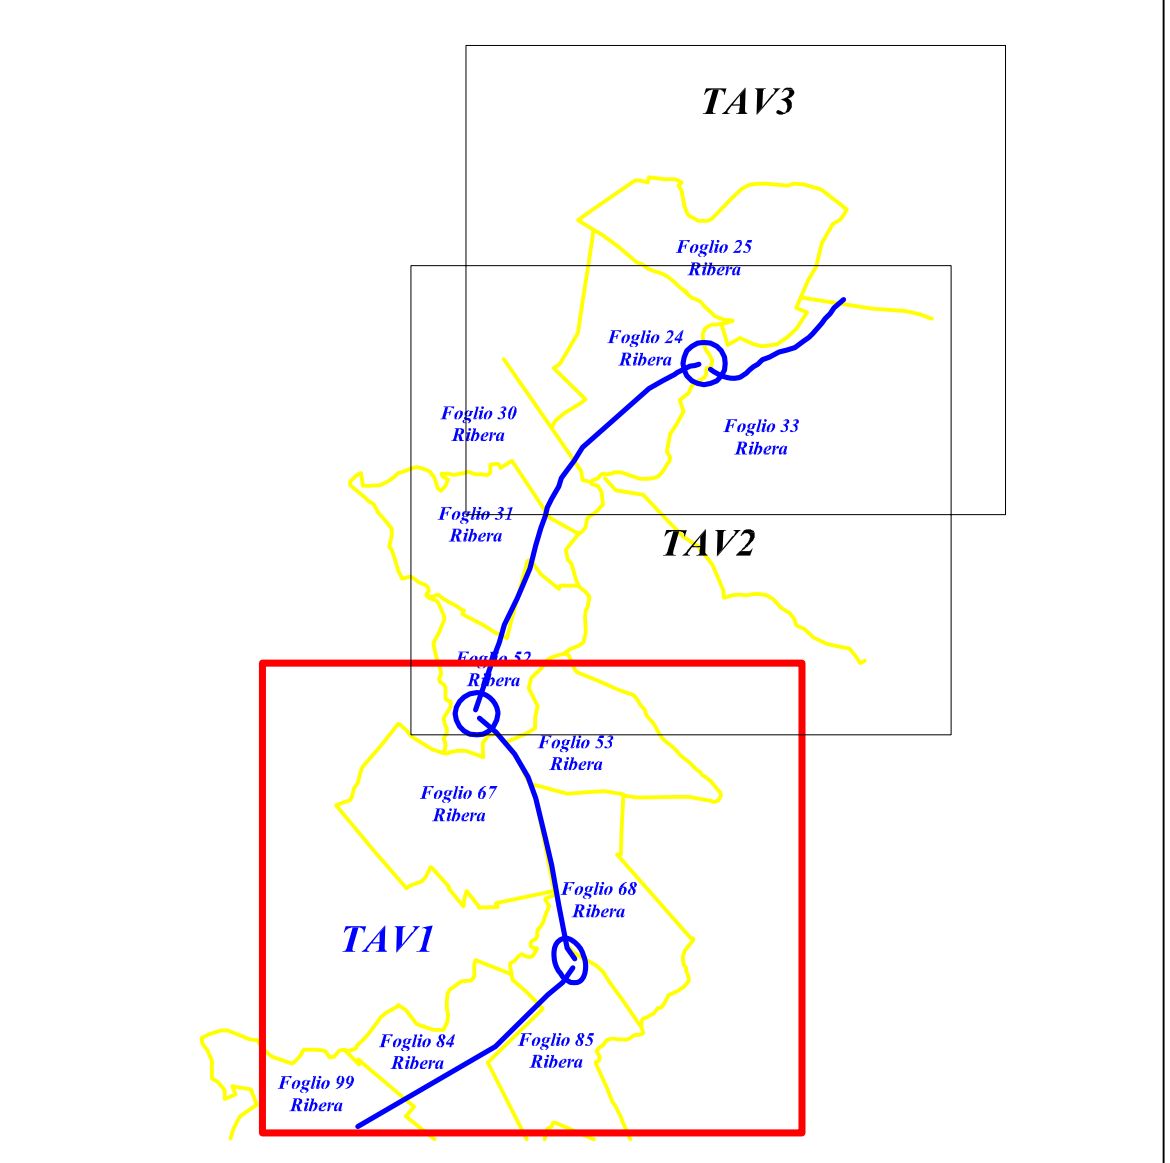 TAV3
Foglio 25
Ribera
Foglio 24
Ribera
Foglio 30
Ribera
Foglio 33
Ribera
Foglio 31
Ribera
TAV2
Foglio 52
Ribera
Foglio 53
Ribera
Foglio 67
Ribera
Foglio 68
Ribera
TAV1
Foglio 84
Ribera
Foglio 85
Ribera
Foglio 99
Ribera